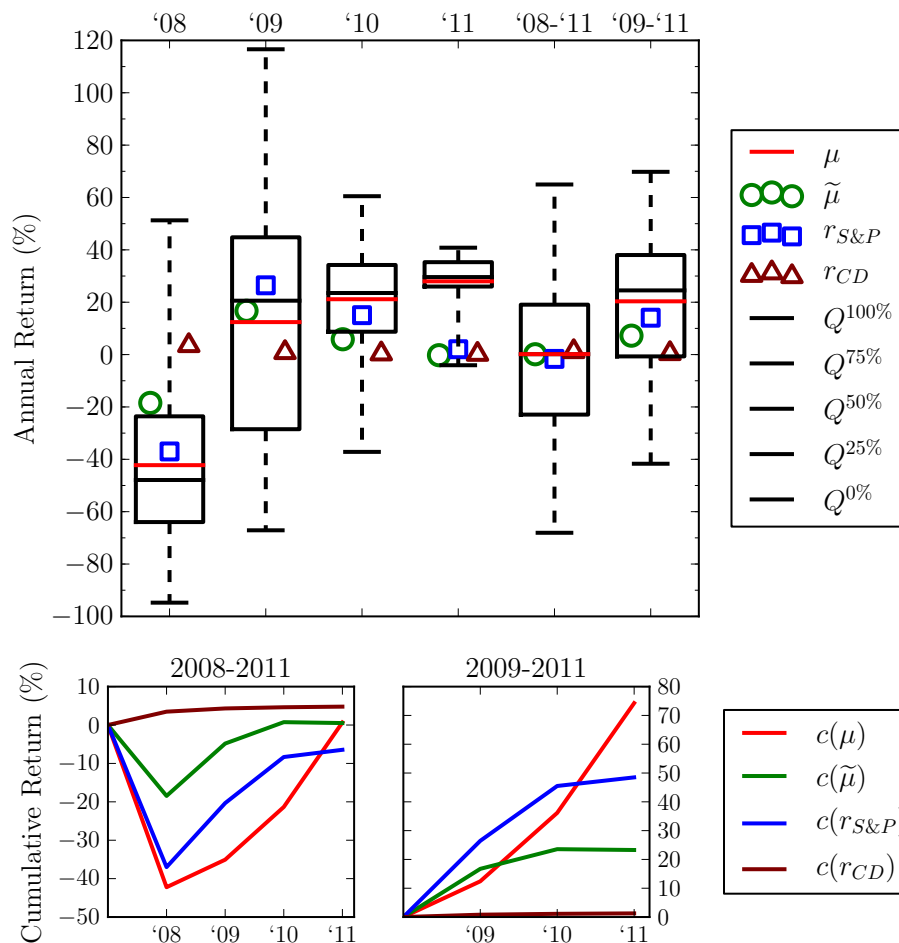 ‘08 ‘09 ‘10 ‘11 ‘08-‘11 ‘09-‘11
120
100
80
60
40
20
0
−20
−40
−60
−80
−100
Annual Return (%)
μ
μ̃
r_{S&P}
r_{CD}
Q^{100%}
Q^{75%}
Q^{50%}
Q^{25%}
Q^{0%}
2008-2011
10
0
−10
−20
−30
−40
−50
Cumulative Return (%)
‘08 ‘09 ‘10 ‘11
2009-2011
80
70
60
50
40
30
20
10
0
‘09 ‘10 ‘11
c(μ)
c(μ̃)
c(r_{S&P})
c(r_{CD})